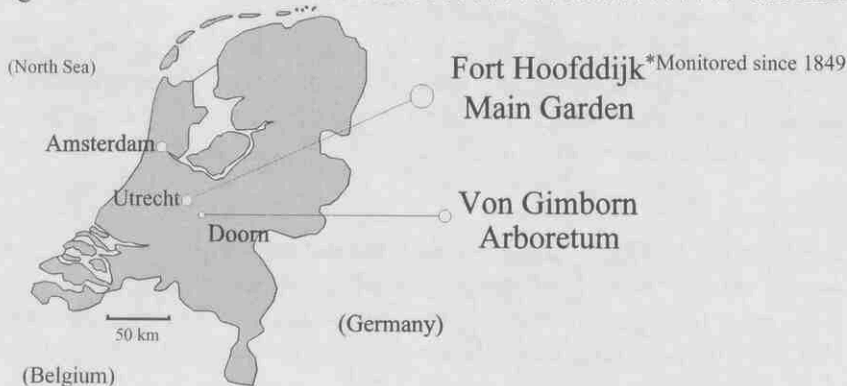 (North Sea)
Fort Hoofddijk*Monitored since 1849
Main Garden
Amsterdam
Utrecht
Von Gimborn
Arboretum
Doorn
50 km
(Germany)
(Belgium)